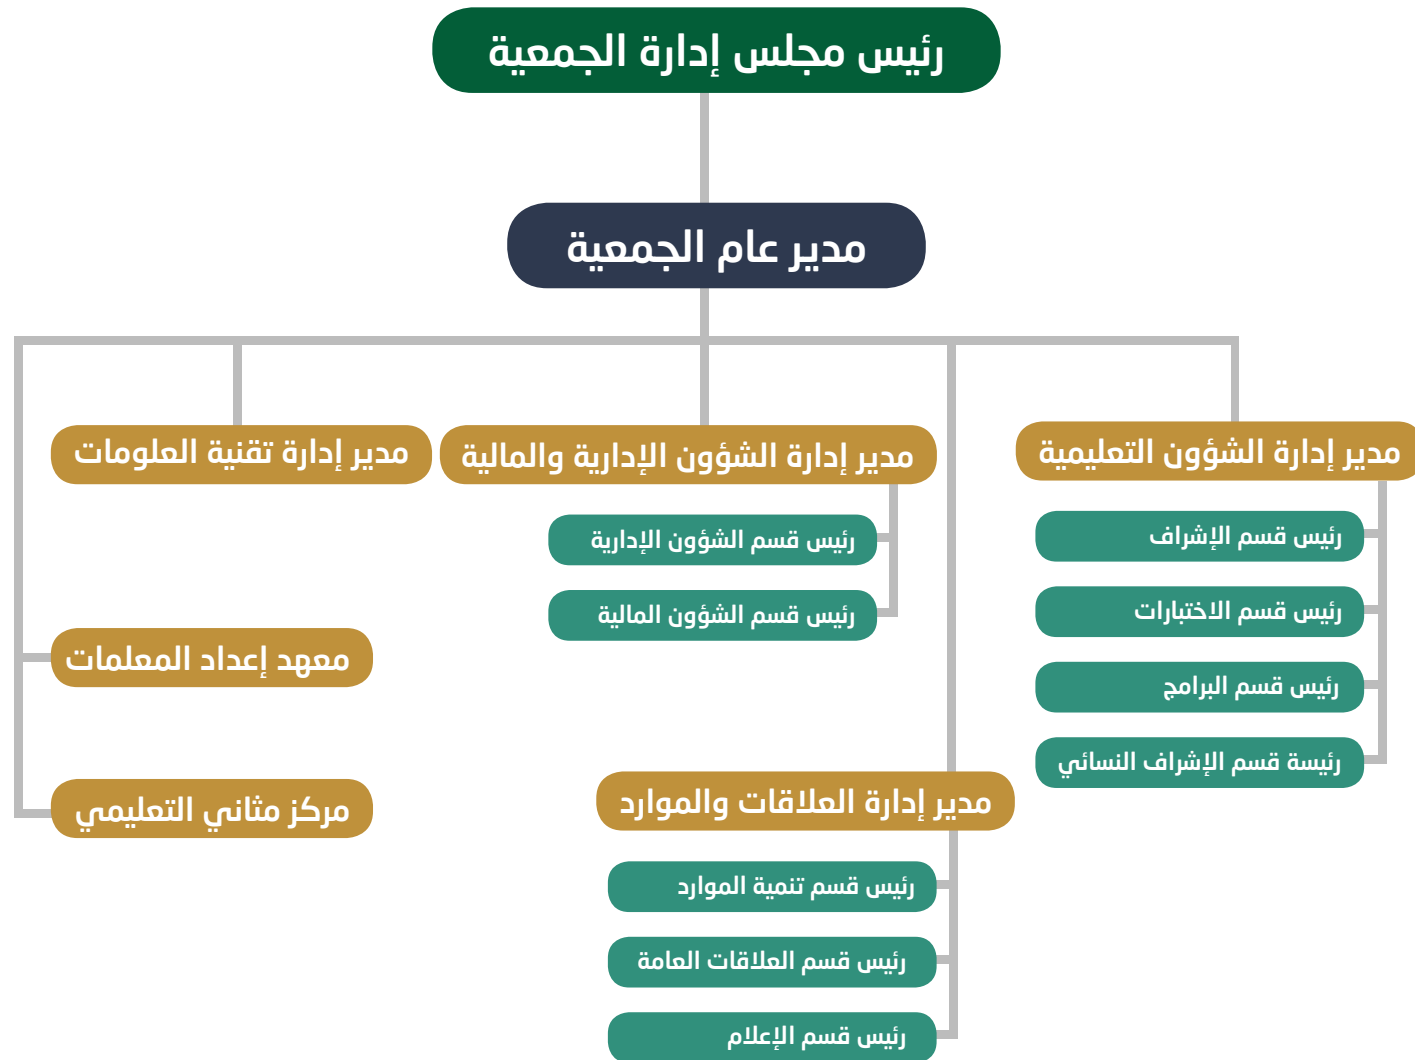 رئيس مجلس إدارة الجمعية
مدير عام الجمعية
مدير إدارة الشؤون التعليمية
رئيس قسم الإشراف
رئيس قسم الاختبارات
رئيس قسم البرامج
رئيسة قسم الإشراف النسائي
مدير إدارة الشؤون الإدارية والمالية
رئيس قسم الشؤون الإدارية
رئيس قسم الشؤون المالية
مدير إدارة العلاقات والموارد
رئيس قسم تنمية الموارد
رئيس قسم العلاقات العامة
رئيس قسم الإعلام
مدير إدارة تقنية العلومات
معهد إعداد المعلمات
مركز مثاني التعليمي